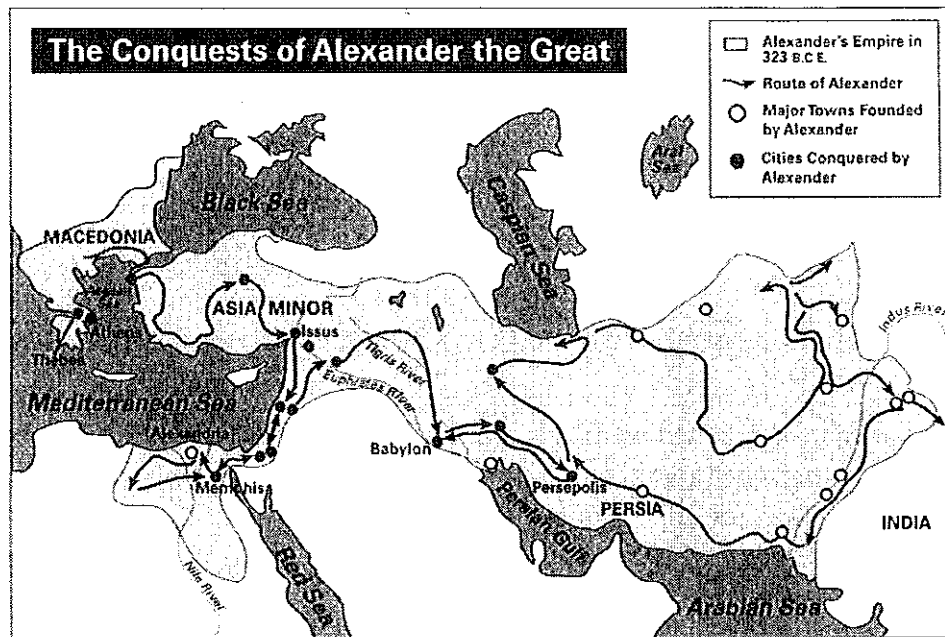 The Conquests of Alexander the Great
Alexander's Empire in
323 B.C.E.
Route of Alexander
Major Towns Founded
by Alexander
Cities Conquered by
Alexander
Aral
Sea
Black Sea
Caspian Sea
MACEDONIA
ASIA MINOR
Issus
Athens
Thebes
Indus River
Tigris River
Euphrates River
Mediterranean Sea
Alexandria
Babylon
Memphis
Persepolis
PERSIA
Persian Gulf
INDIA
Nile River
Red Sea
Arabian Sea